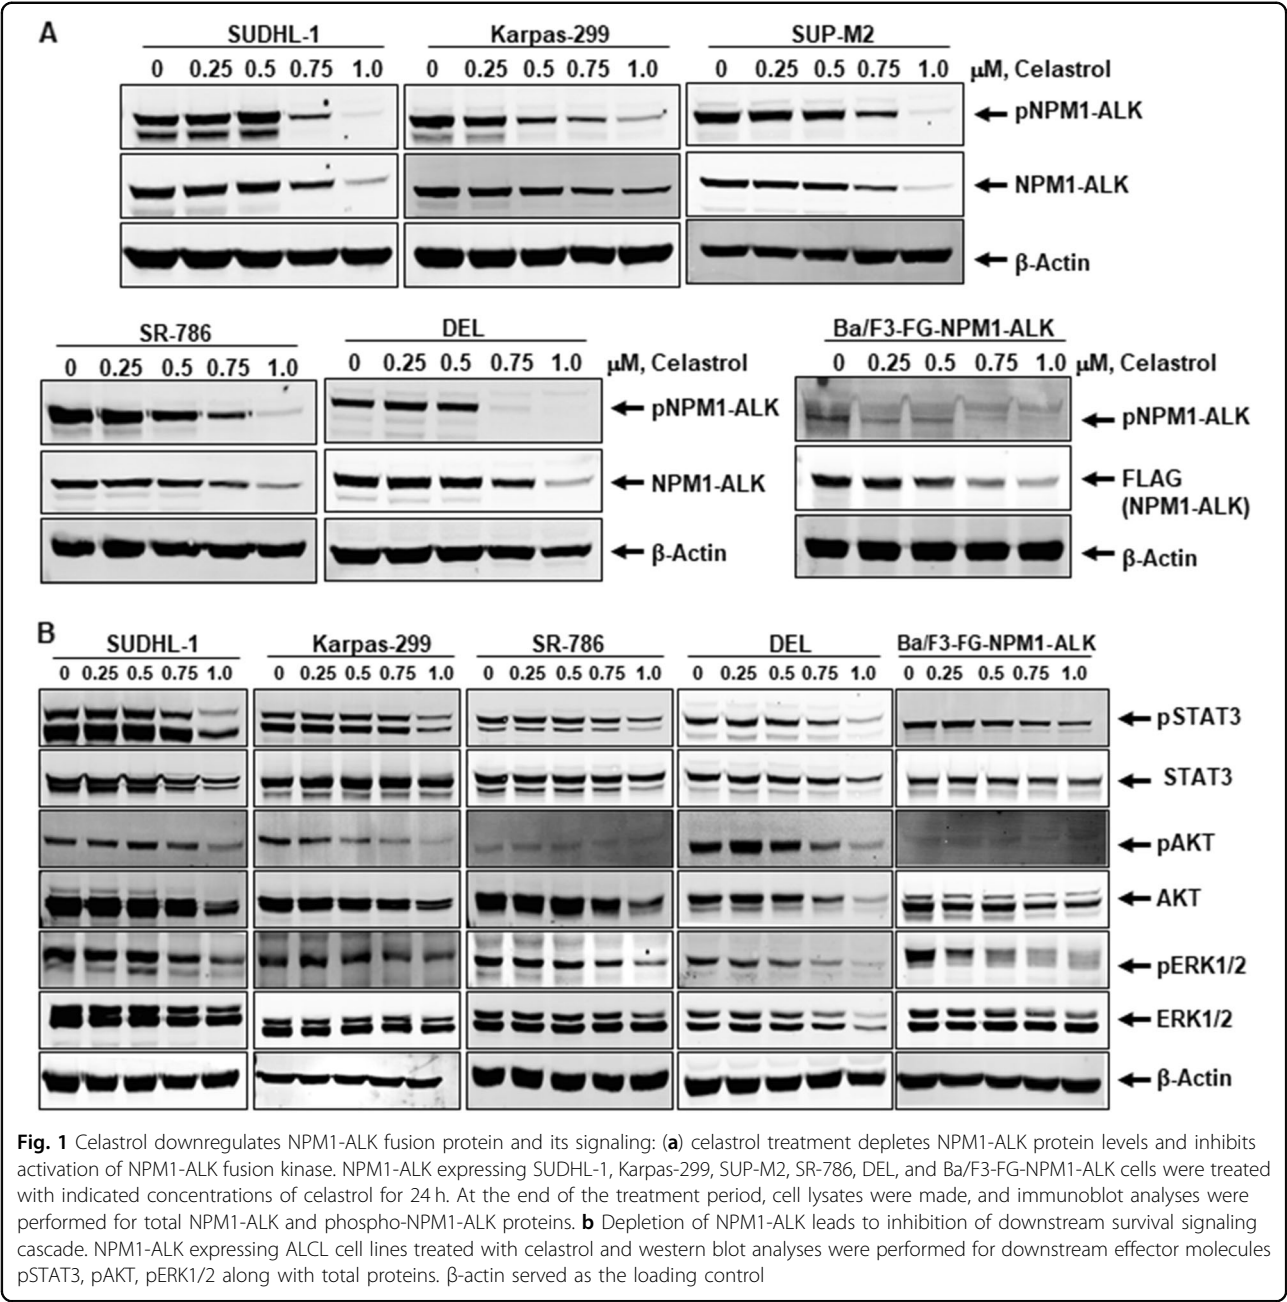 A
SUDHL-1 Karpas-299 SUP-M2
0 0.25 0.5 0.75 1.0 0 0.25 0.5 0.75 1.0 0 0.25 0.5 0.75 1.0 μM, Celastrol
pNPM1-ALK
NPM1-ALK
β-Actin
SR-786 DEL Ba/F3-FG-NPM1-ALK
0 0.25 0.5 0.75 1.0 0 0.25 0.5 0.75 1.0 μM, Celastrol 0 0.25 0.5 0.75 1.0 μM, Celastrol
pNPM1-ALK pNPM1-ALK
NPM1-ALK FLAG
(NPM1-ALK)
β-Actin β-Actin
B
SUDHL-1 Karpas-299 SR-786 DEL Ba/F3-FG-NPM1-ALK
0 0.25 0.5 0.75 1.0 0 0.25 0.5 0.75 1.0 0 0.25 0.5 0.75 1.0 0 0.25 0.5 0.75 1.0 0 0.25 0.5 0.75 1.0
pSTAT3
STAT3
pAKT
AKT
pERK1/2
ERK1/2
β-Actin
Fig. 1 Celastrol downregulates NPM1-ALK fusion protein and its signaling: (a) celastrol treatment depletes NPM1-ALK protein levels and inhibits
activation of NPM1-ALK fusion kinase. NPM1-ALK expressing SUDHL-1, Karpas-299, SUP-M2, SR-786, DEL, and Ba/F3-FG-NPM1-ALK cells were treated
with indicated concentrations of celastrol for 24 h. At the end of the treatment period, cell lysates were made, and immunoblot analyses were
performed for total NPM1-ALK and phospho-NPM1-ALK proteins. b Depletion of NPM1-ALK leads to inhibition of downstream survival signaling
cascade. NPM1-ALK expressing ALCL cell lines treated with celastrol and western blot analyses were performed for downstream effector molecules
pSTAT3, pAKT, pERK1/2 along with total proteins. β-actin served as the loading control